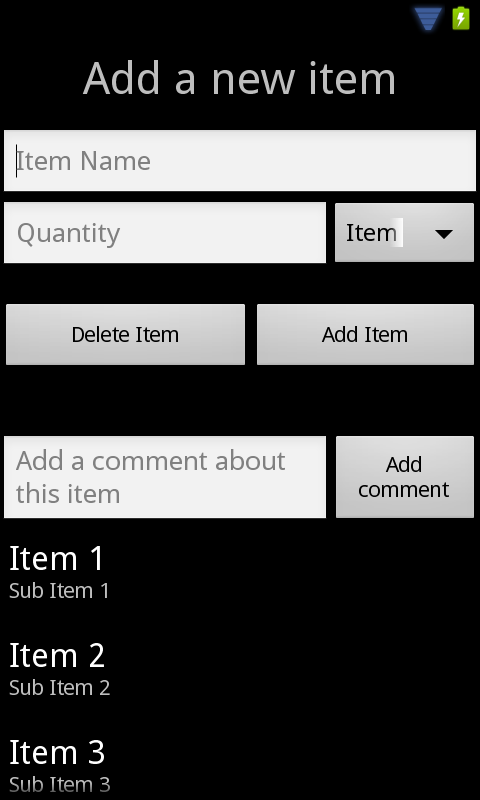 Add a new item
Item Name
Quantity
Item
Delete Item
Add Item
Add a comment about
this item
Add
comment
Item 1
Sub Item 1
Item 2
Sub Item 2
Item 3
Sub Item 3